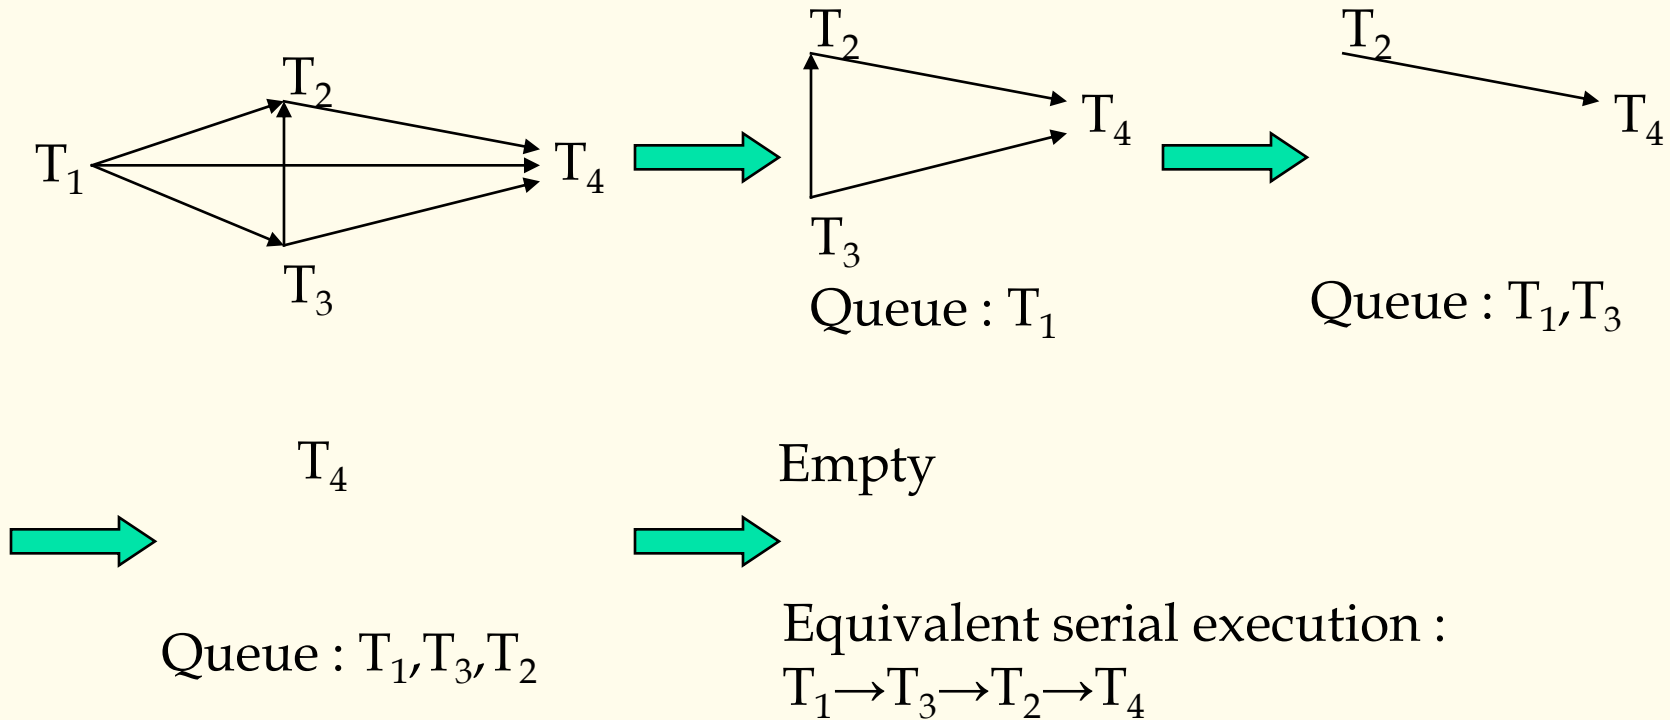 T₁
T₂
T₃
T₄
T₂
T₃
T₄
Queue : T₁
T₂
T₄
Queue : T₁,T₃
T₄
Queue : T₁,T₃,T₂
Empty
Equivalent serial execution :
T₁→T₃→T₂→T₄